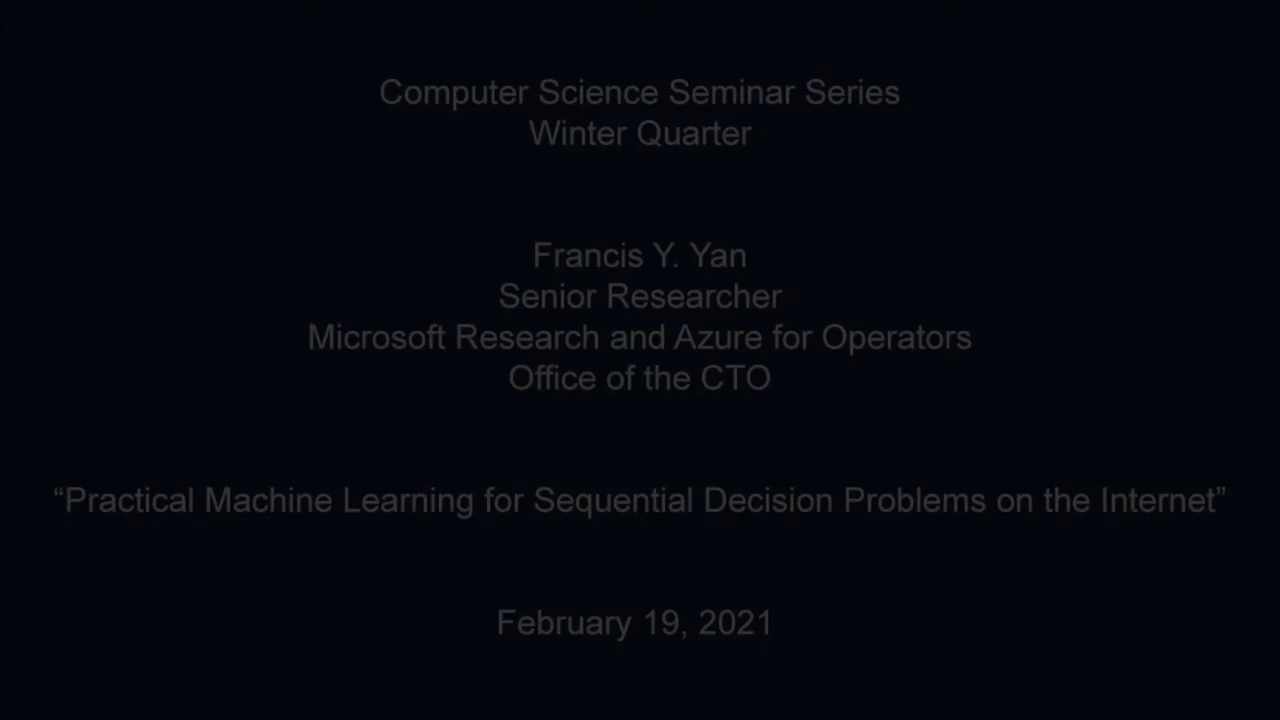 Computer Science Seminar Series
Winter Quarter
Francis Y. Yan
Senior Researcher
Microsoft Research and Azure for Operators
Office of the CTO
“Practical Machine Learning for Sequential Decision Problems on the Internet”
February 19, 2021